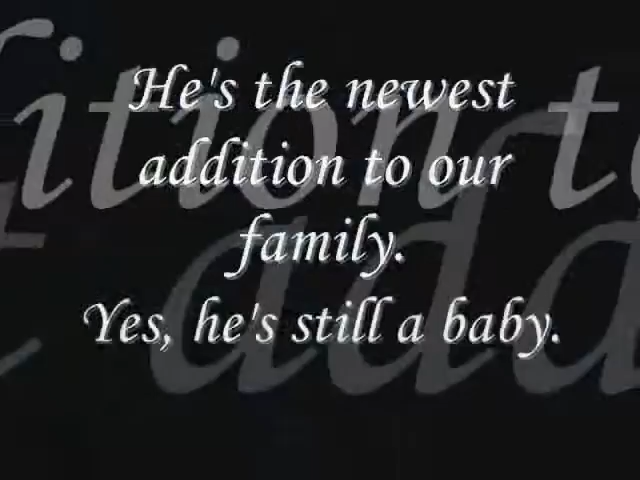 He's the newest
addition to our
family.
Yes, he's still a baby.